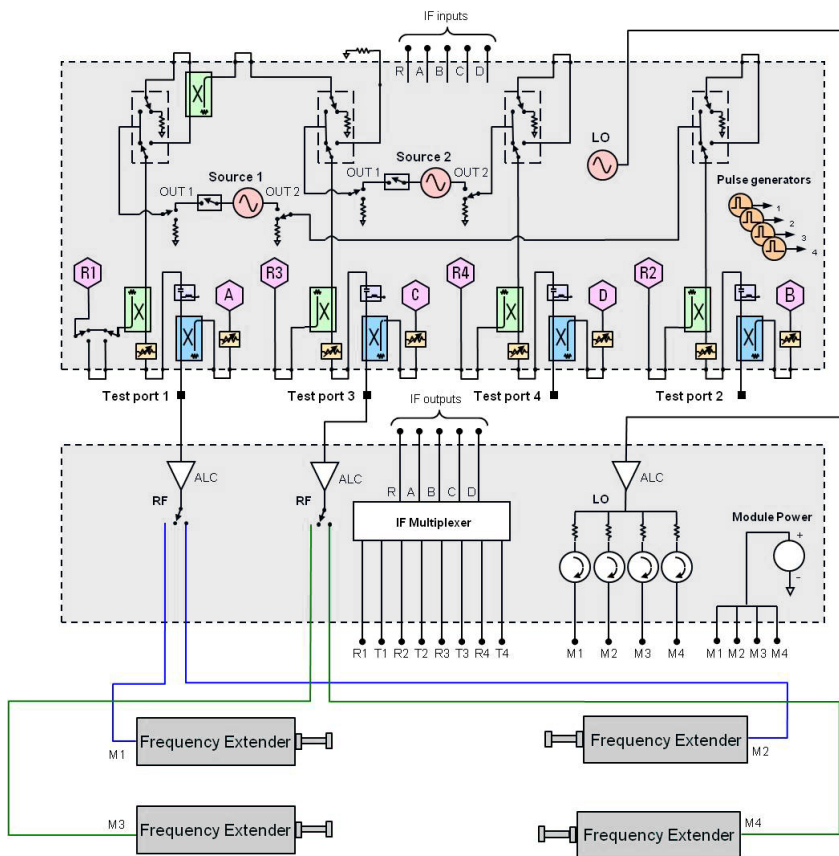 IF inputs
R A B C D
LO
Source 1
Source 2
OUT 1
OUT 2
OUT 1
OUT 2
Pulse generators
1
2
3
4
R1
A
R3
C
R4
D
R2
B
Test port 1
Test port 3
Test port 4
Test port 2
IF outputs
ALC
ALC
ALC
RF
RF
R A B C D
IF Multiplexer
LO
Module Power
+
-
R1 T1 R2 T2 R3 T3 R4 T4
M1 M2 M3 M4
M1 M2 M3 M4
Frequency Extender
M1
Frequency Extender
M2
M3
Frequency Extender
M4
Frequency Extender